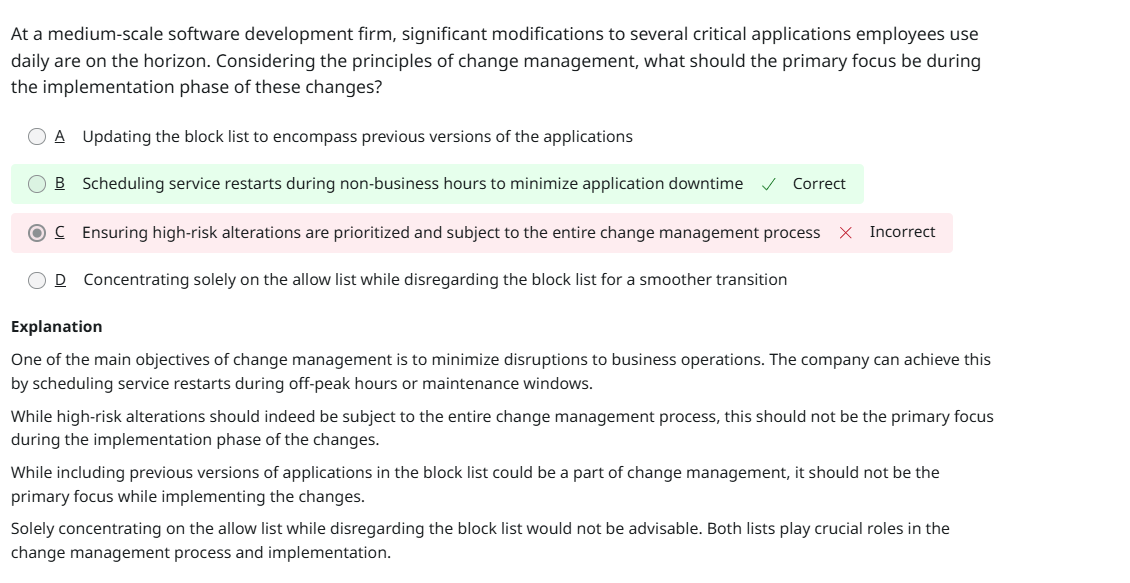 At a medium-scale software development firm, significant modifications to several critical applications employees use
daily are on the horizon. Considering the principles of change management, what should the primary focus be during
the implementation phase of these changes?
A Updating the block list to encompass previous versions of the applications
B Scheduling service restarts during non-business hours to minimize application downtime ✓ Correct
C Ensuring high-risk alterations are prioritized and subject to the entire change management process × Incorrect
D Concentrating solely on the allow list while disregarding the block list for a smoother transition
Explanation
One of the main objectives of change management is to minimize disruptions to business operations. The company can achieve this
by scheduling service restarts during off-peak hours or maintenance windows.
While high-risk alterations should indeed be subject to the entire change management process, this should not be the primary focus
during the implementation phase of the changes.
While including previous versions of applications in the block list could be a part of change management, it should not be the
primary focus while implementing the changes.
Solely concentrating on the allow list while disregarding the block list would not be advisable. Both lists play crucial roles in the
change management process and implementation.